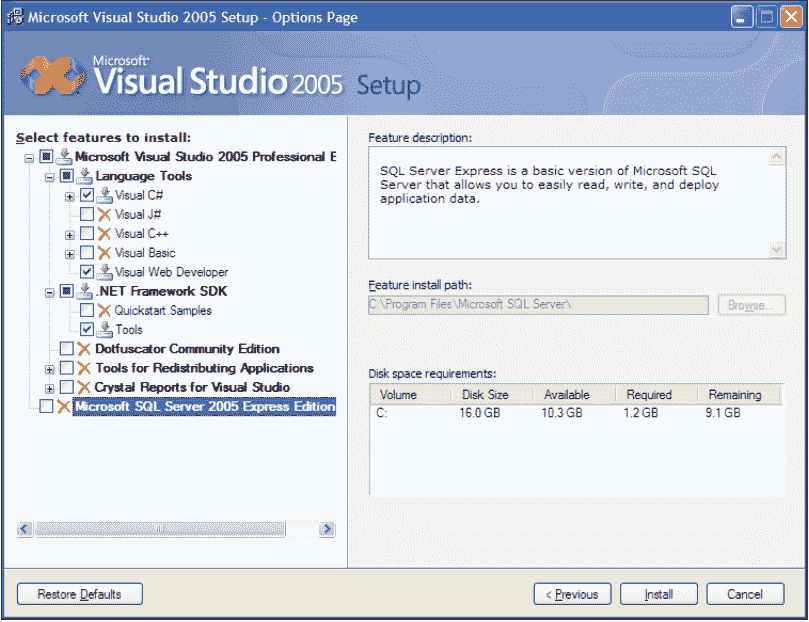 Microsoft Visual Studio 2005 Setup - Options Page
Microsoft
Visual Studio 2005 Setup
Select features to install:
Microsoft Visual Studio 2005 Professional E
Language Tools
Visual C#
Visual J#
Visual C++
Visual Basic
Visual Web Developer
.NET Framework SDK
Quickstart Samples
Tools
Dotfuscator Community Edition
Tools for Redistributing Applications
Crystal Reports for Visual Studio
Microsoft SQL Server 2005 Express Edition
Feature description:
SQL Server Express is a basic version of Microsoft SQL
Server that allows you to easily read, write, and deploy
application data.
Feature install path:
C:\Program Files\Microsoft SQL Server\
Browse...
Disk space requirements:
Volume Disk Size Available Required Remaining
C: 16.0 GB 10.3 GB 1.2 GB 9.1 GB
Restore Defaults
< Previous
Install
Cancel